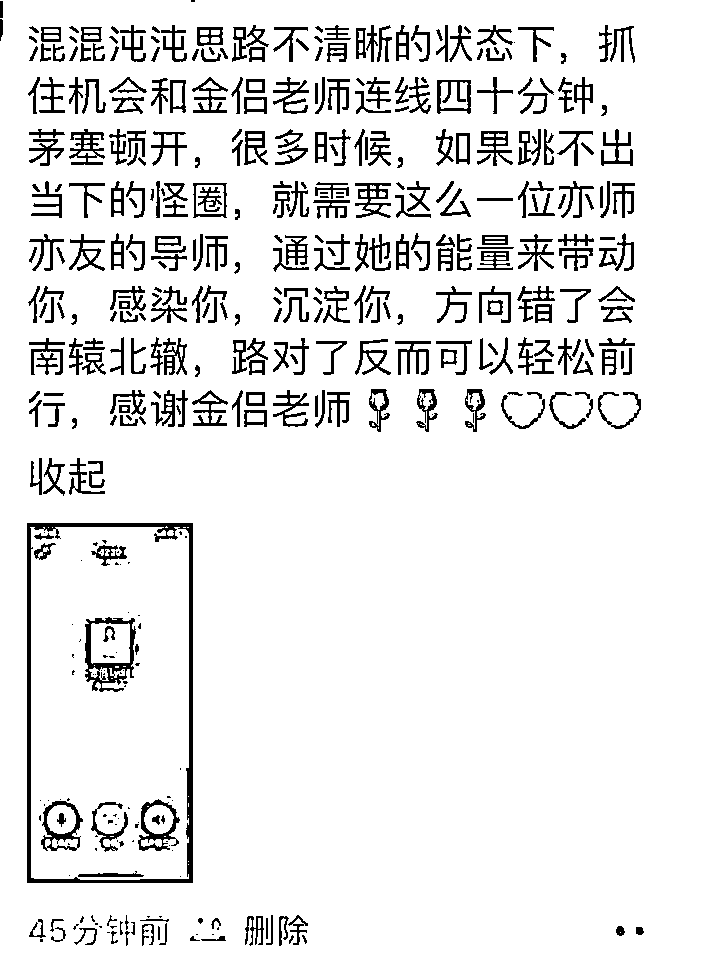 混混沌沌思路不清晰的状态下，抓
住机会和金侣老师连线四十分钟，
茅塞顿开，很多时候，如果跳不出
当下的怪圈，就需要这么一位亦师
亦友的导师，通过她的能量来带动
你，感染你，沉淀你，方向错了会
南辕北辙，路对了反而可以轻松前
行，感谢金侣老师🌹🌹🌹♡♡♡
收起
45分钟前 删除